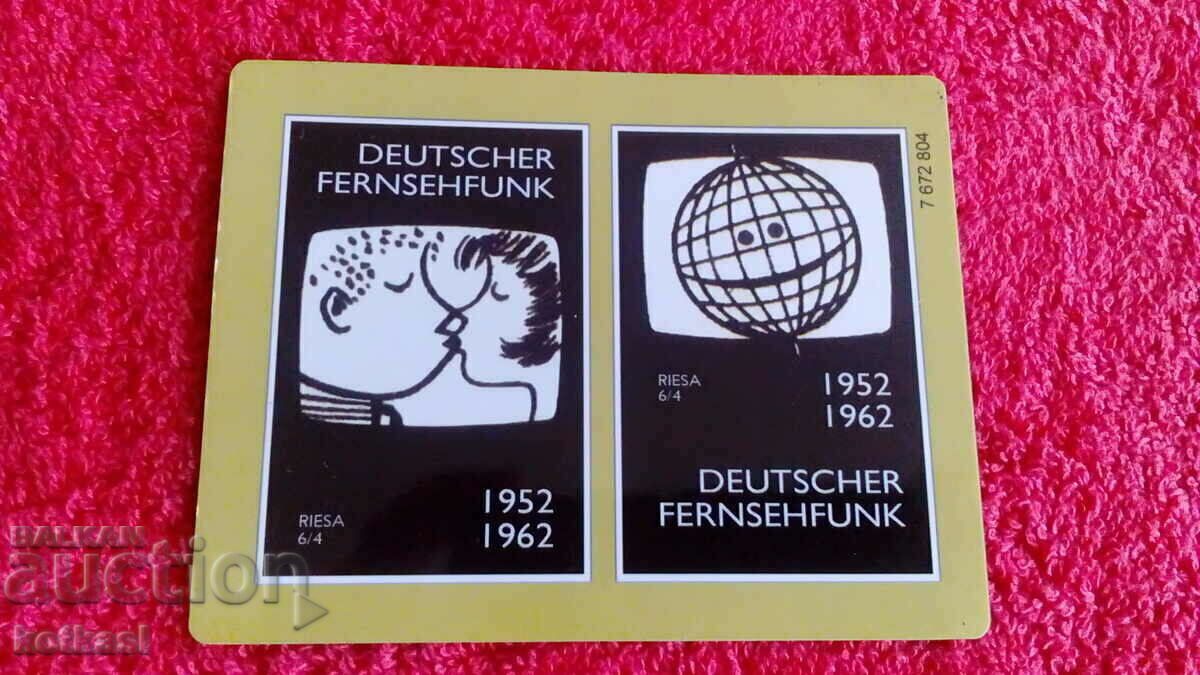 DEUTSCHER
FERNSEHFUNK
RIESA
6/4
1952
1962
7 672 804
RIESA
6/4
1952
1962
DEUTSCHER
FERNSEHFUNK
BALKAN
auction
kotkasl